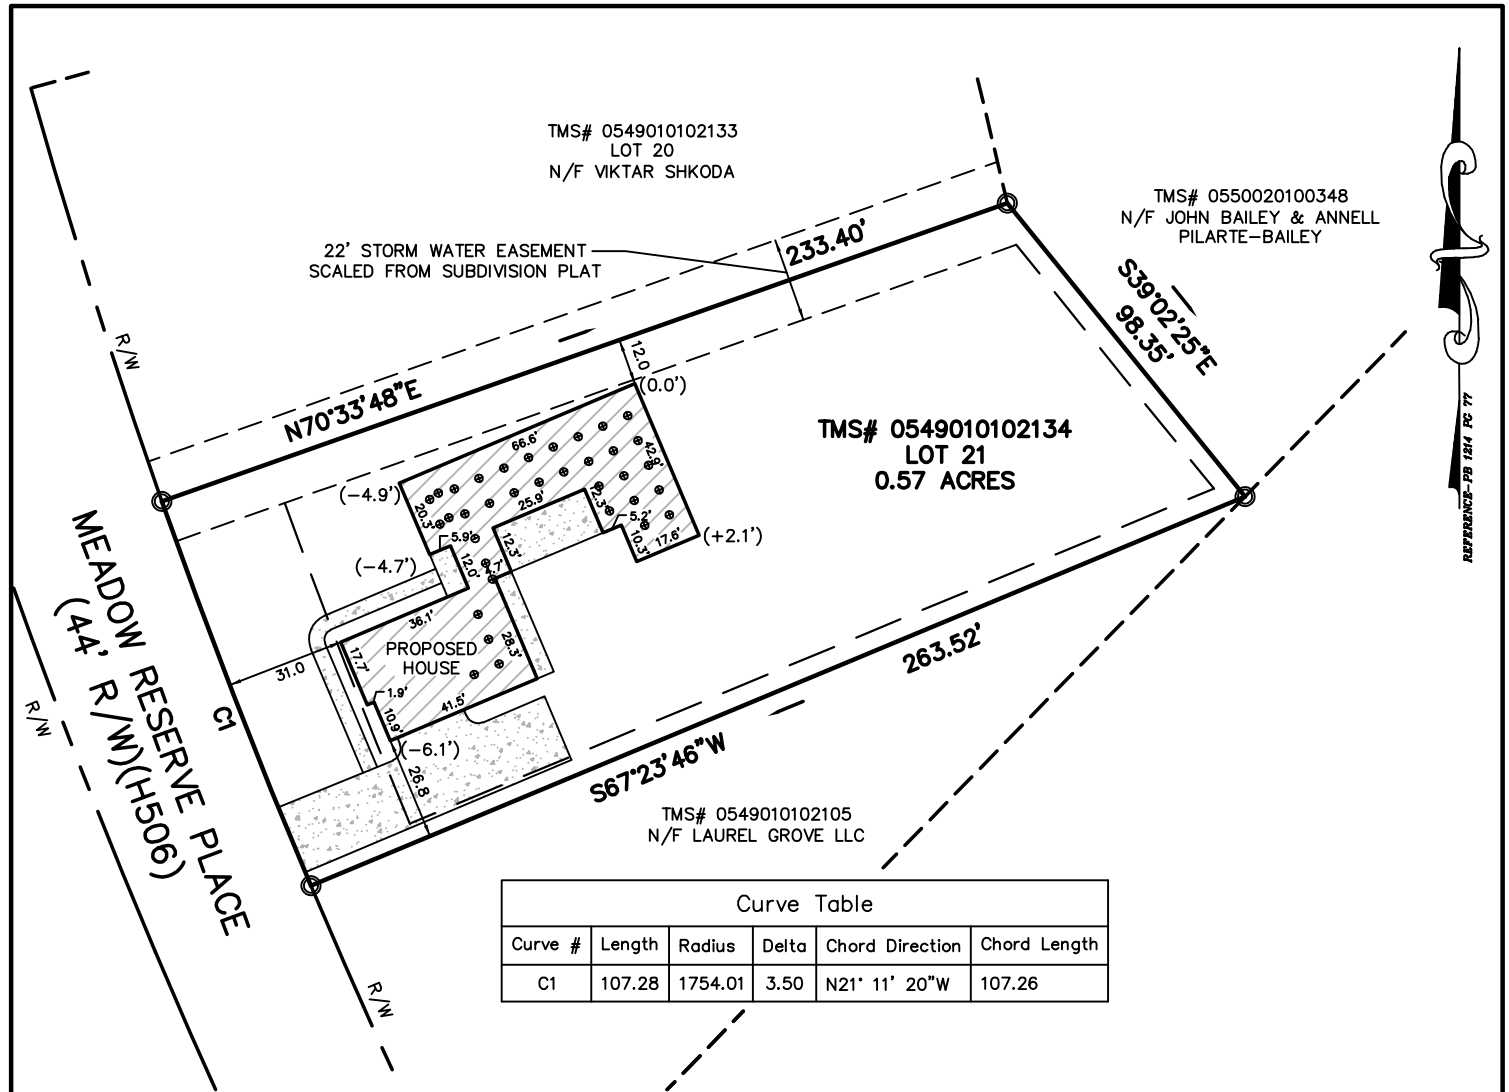 TMS# 0549010102133
LOT 20
N/F VIKTAR SHKODA
TMS# 0550020100348
N/F JOHN BAILEY & ANNELL
PILARTE-BAILEY
22' STORM WATER EASEMENT
SCALED FROM SUBDIVISION PLAT
233.40'
S39°02'25"E
98.35'
R/W
N70°33'48"E
12.0
(0.0')
TMS# 0549010102134
LOT 21
0.57 ACRES
REFERENCE-PB 1214 PG 77
66.6'
42.9'
(-4.9')
20.3'
25.9'
12.3'
5.2'
10.3'
17.6'
(+2.1')
5.9'
12.0'
12.3'
(-4.7')
36.1'
PROPOSED
HOUSE
28.3'
17.7'
31.0
1.9'
10.9'
41.5'
(-6.1')
26.8
C1
MEADOW RESERVE PLACE
(44' R/W)(H506)
R/W
263.52'
S67°23'46"W
TMS# 0549010102105
N/F LAUREL GROVE LLC
R/W
Curve Table
Curve # Length Radius Delta Chord Direction Chord Length
C1 107.28 1754.01 3.50 N21° 11' 20"W 107.26